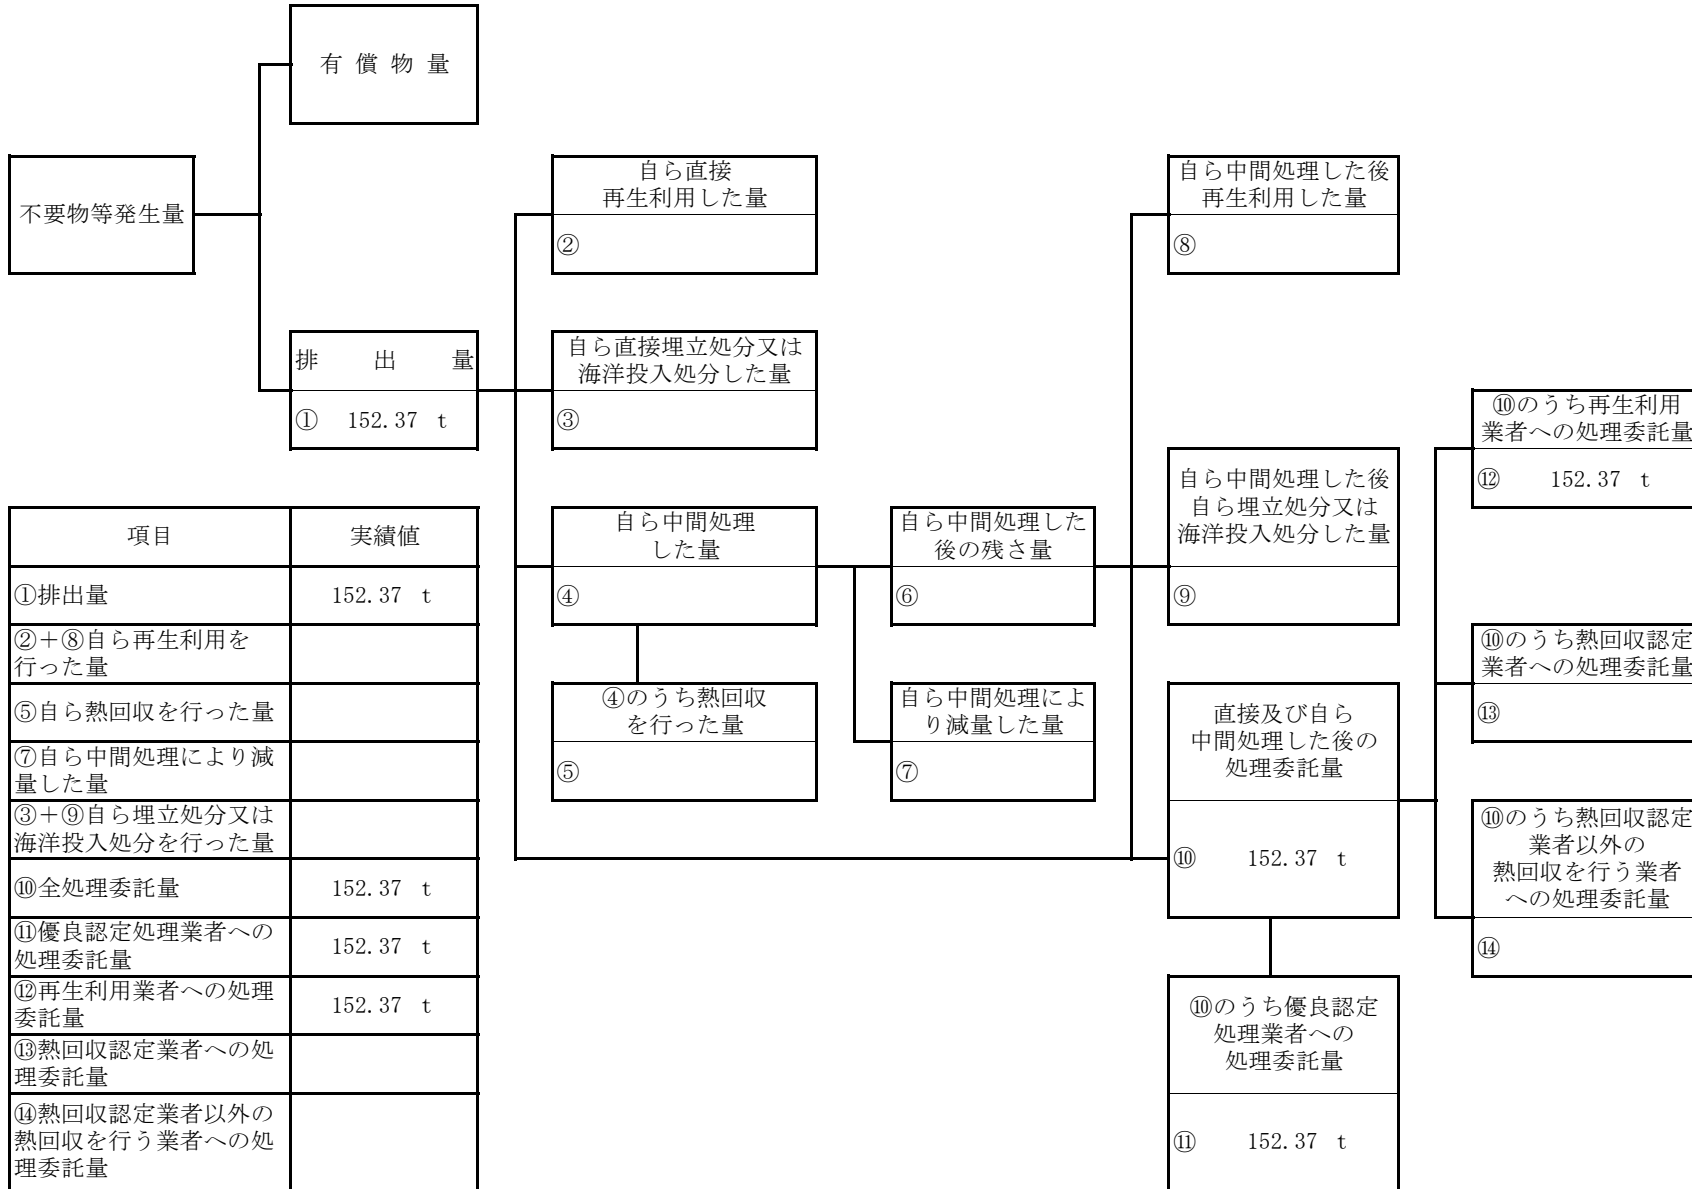 有 償 物 量
不要物等発生量
自ら直接
再生利用した量
②
自ら中間処理した後
再生利用した量
⑧
排 出 量
① 152.37 t
自ら直接埋立処分又は
海洋投入処分した量
③
⑩のうち再生利用
業者への処理委託量
⑫ 152.37 t
自ら中間処理した後
自ら埋立処分又は
海洋投入処分した量
⑨
自ら中間処理
した量
④
自ら中間処理した
後の残さ量
⑥
⑩のうち熱回収認定
業者への処理委託量
⑬
④のうち熱回収
を行った量
⑤
自ら中間処理によ
り減量した量
⑦
直接及び自ら
中間処理した後の
処理委託量
⑩ 152.37 t
⑩のうち熱回収認定
業者以外の
熱回収を行う業者
への処理委託量
⑭
⑩のうち優良認定
処理業者への
処理委託量
⑪ 152.37 t
項目 実績値
①排出量 152.37 t
②＋⑧自ら再生利用を
行った量
⑤自ら熱回収を行った量
⑦自ら中間処理により減
量した量
③＋⑨自ら埋立処分又は
海洋投入処分を行った量
⑩全処理委託量 152.37 t
⑪優良認定処理業者への
処理委託量 152.37 t
⑫再生利用業者への処理
委託量 152.37 t
⑬熱回収認定業者への処
理委託量
⑭熱回収認定業者以外の
熱回収を行う業者への処
理委託量